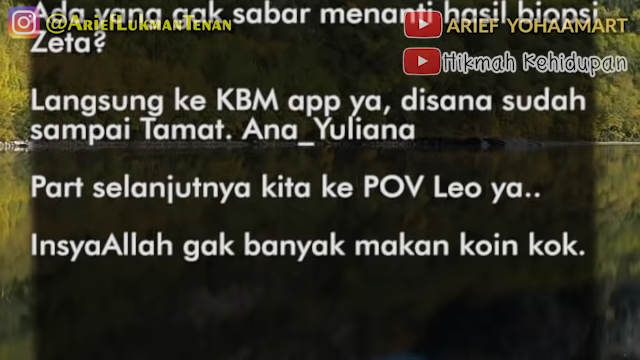 Ada yang gak sabar menanti hasil biopsi
@AriefLukmanTenan
ARIEF YOHAAMART
Zeta?
Hikmah Kehidupan
Langsung ke KBM app ya, disana sudah
sampai Tamat. Ana_Yuliana
Part selanjutnya kita ke POV Leo ya..
InsyaAllah gak banyak makan koin kok.